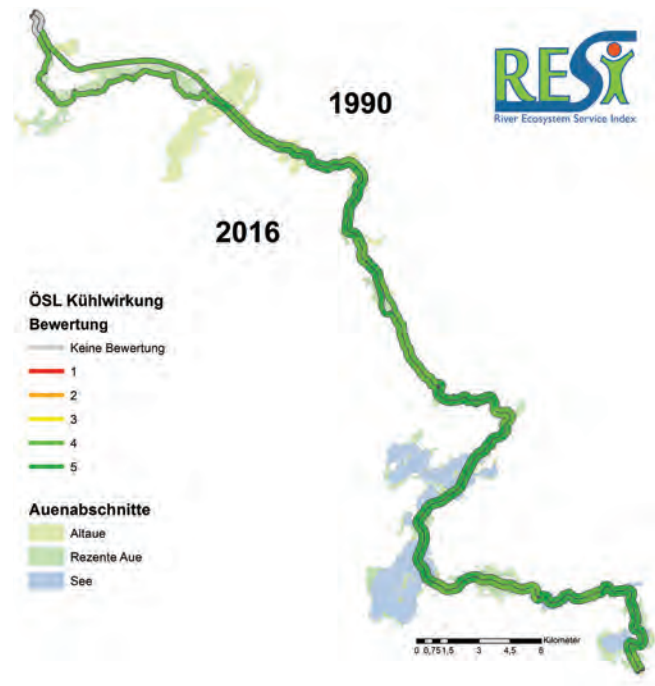 1990
RESI
River Ecosystem Service Index
2016
ÖSL Kühlwirkung
Bewertung
Keine Bewertung
1
2
3
4
5
Auenabschnitte
Altaue
Rezente Aue
See
Kilometer
0 0,75 1,5 3 4,5 6